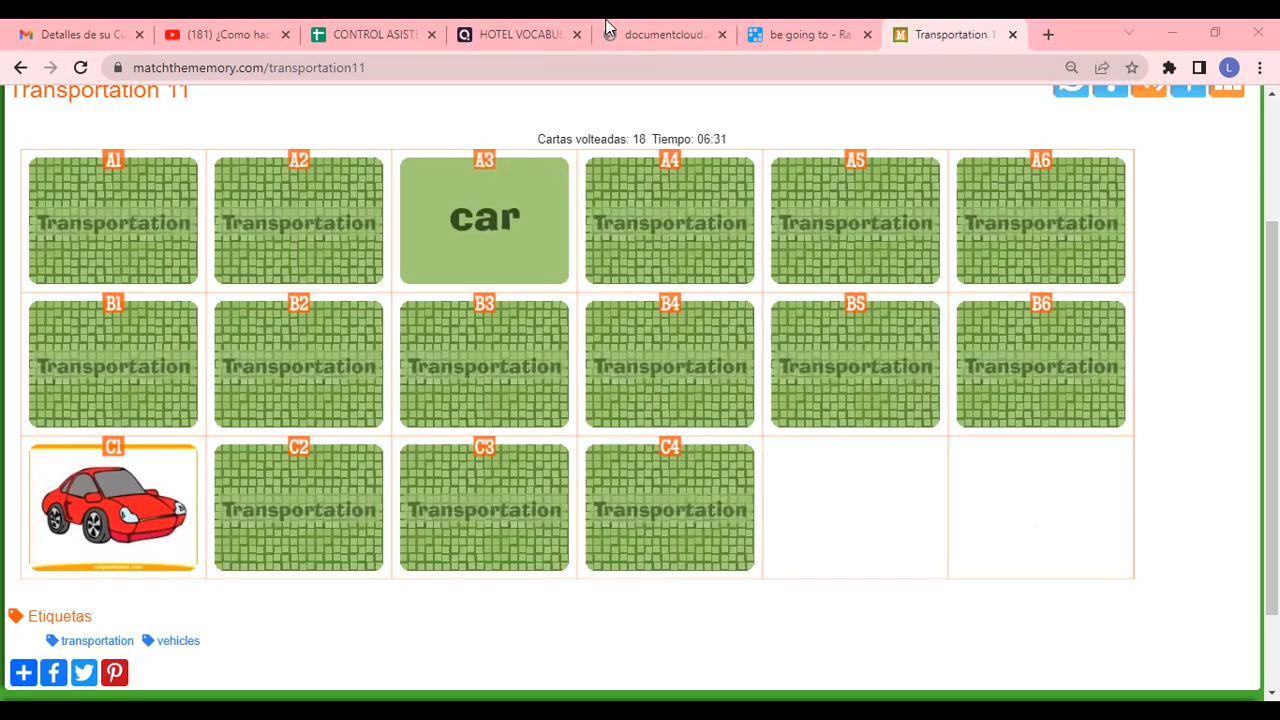 Detalles de su Cu
(181) ¿Como hac
CONTROL ASISTE
HOTEL VOCABUL
documentcloud.a
be going to - Ra
Transportation 1
matchthememory.com/transportation11
L
Transportation 11
Cartas volteadas: 18 Tiempo: 06:31
A1 A2 A3 A4 A5 A6
Transportation Transportation car Transportation Transportation Transportation
B1 B2 B3 B4 B5 B6
Transportation Transportation Transportation Transportation Transportation Transportation
C1 C2 C3 C4
Transportation Transportation Transportation
Etiquetas
transportation vehicles